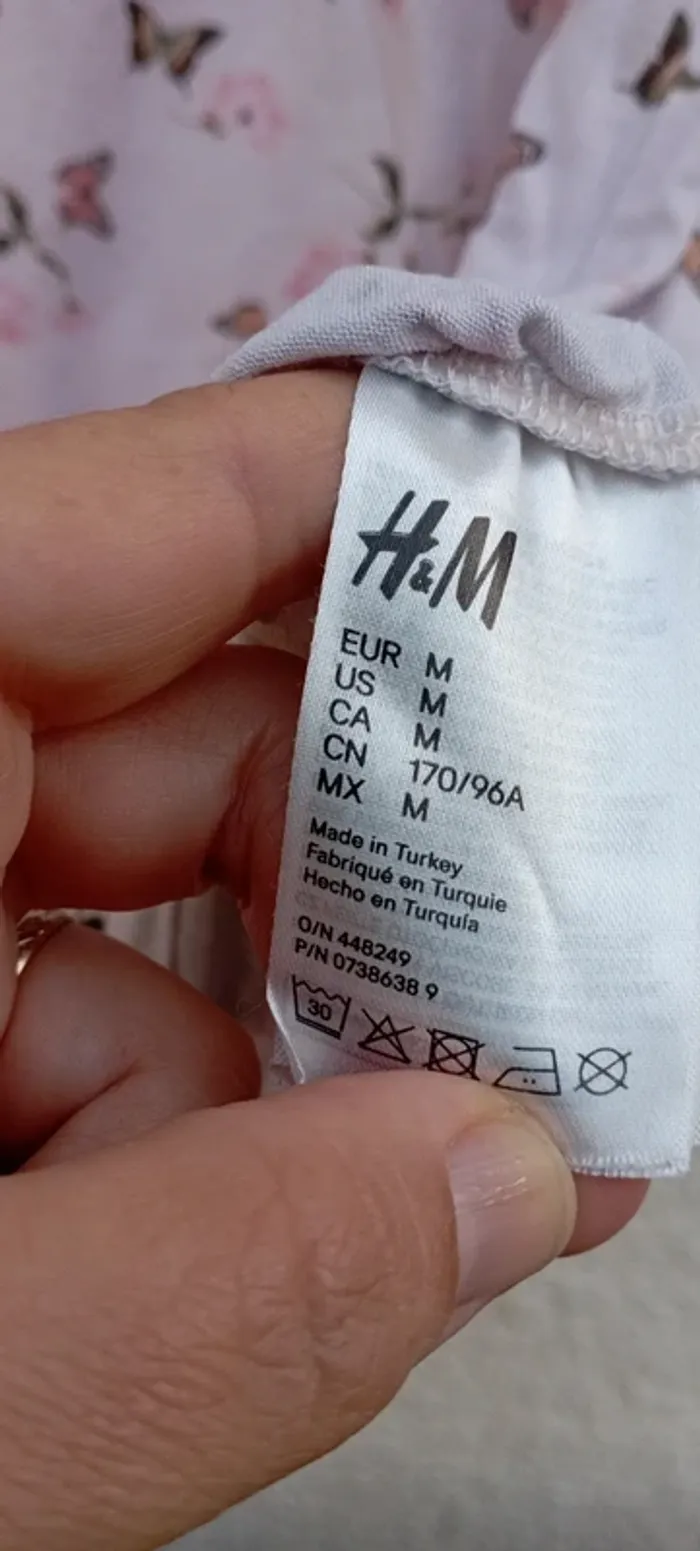 H&M
EUR M
US M
CA M
CN 170/96A
MX M
Made in Turkey
Fabriqué en Turquie
Hecho en Turquía
O/N 448249
P/N 0738638 9
30